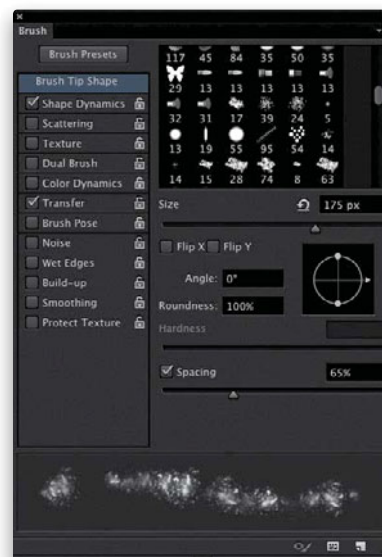 Brush
Brush Presets
Brush Tip Shape
Shape Dynamics
Scattering
Texture
Dual Brush
Color Dynamics
Transfer
Brush Pose
Noise
Wet Edges
Build-up
Smoothing
Protect Texture
117 45 84 35 50 35
29 13 13 13 13 13
32 31 17 39 24 5
13 19 55 95 54 14
14 15 28 74 8 63
Size 175 px
Flip X Flip Y
Angle: 0°
Roundness: 100%
Hardness
Spacing 65%